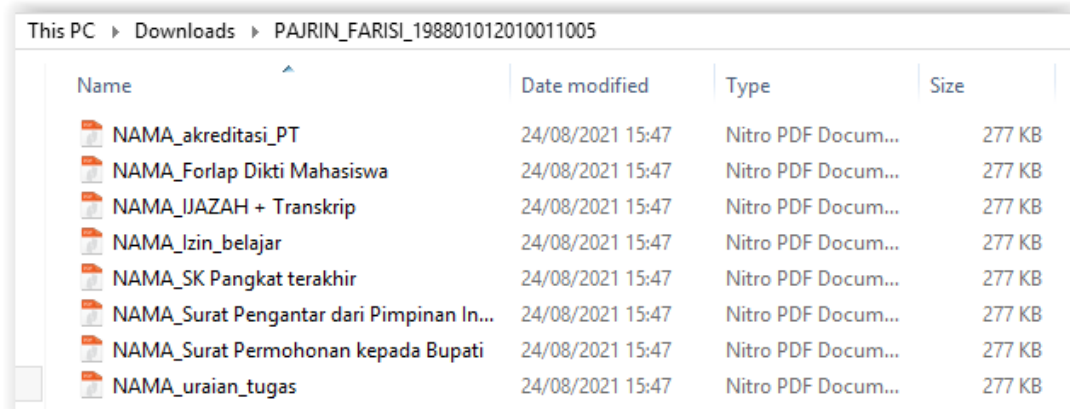 This PC > Downloads > PAJRIN_FARISI_198801012010011005
Name Date modified Type Size
NAMA_akreditasi_PT 24/08/2021 15:47 Nitro PDF Docum... 277 KB
NAMA_Forlap Dikti Mahasiswa 24/08/2021 15:47 Nitro PDF Docum... 277 KB
NAMA_IJAZAH + Transkrip 24/08/2021 15:47 Nitro PDF Docum... 277 KB
NAMA_Izin_belajar 24/08/2021 15:47 Nitro PDF Docum... 277 KB
NAMA_SK Pangkat terakhir 24/08/2021 15:47 Nitro PDF Docum... 277 KB
NAMA_Surat Pengantar dari Pimpinan In... 24/08/2021 15:47 Nitro PDF Docum... 277 KB
NAMA_Surat Permohonan kepada Bupati 24/08/2021 15:47 Nitro PDF Docum... 277 KB
NAMA_uraian_tugas 24/08/2021 15:47 Nitro PDF Docum... 277 KB